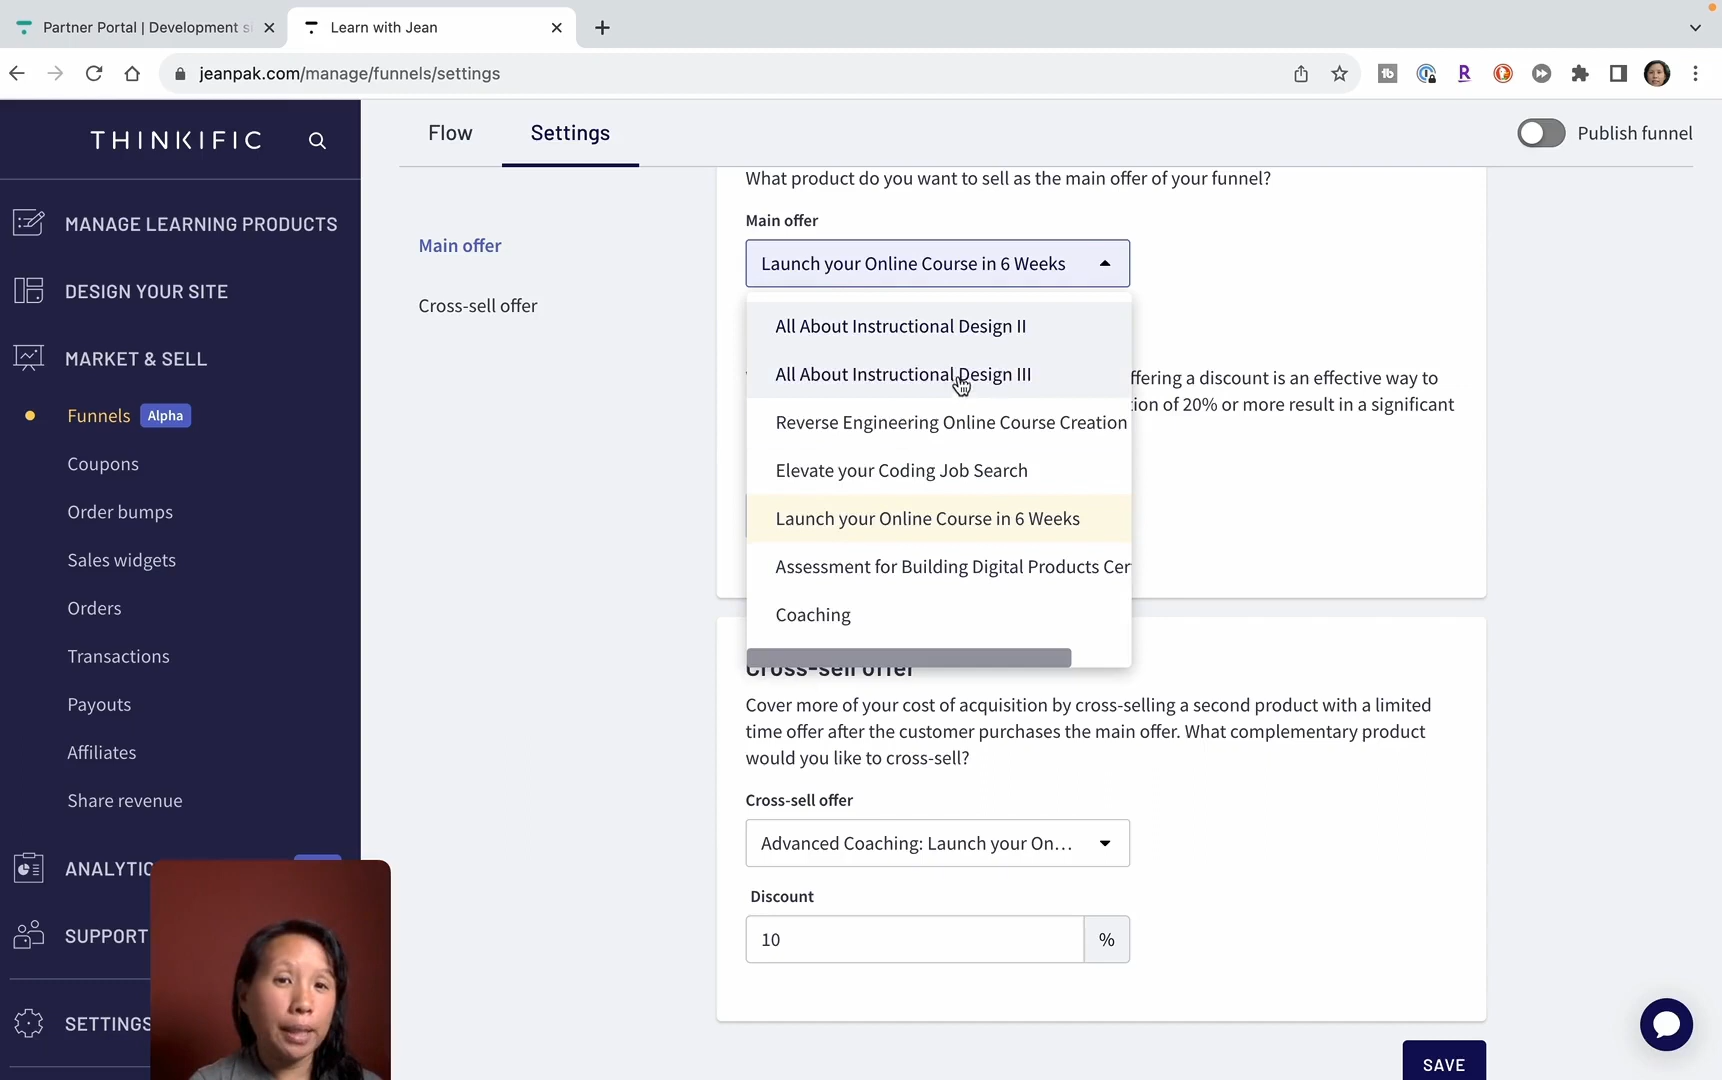 Partner Portal | Development s
Learn with Jean
jeanpak.com/manage/funnels/settings
THINKIFIC
MANAGE LEARNING PRODUCTS
DESIGN YOUR SITE
MARKET & SELL
Funnels
Alpha
Coupons
Order bumps
Sales widgets
Orders
Transactions
Payouts
Affiliates
Share revenue
ANALYTIC
SUPPORT
SETTINGS
Flow
Settings
Publish funnel
Main offer
Cross-sell offer
What product do you want to sell as the main offer of your funnel?
Main offer
Launch your Online Course in 6 Weeks
All About Instructional Design II
All About Instructional Design III
Reverse Engineering Online Course Creation
Elevate your Coding Job Search
Launch your Online Course in 6 Weeks
Assessment for Building Digital Products Cer
Coaching
ffering a discount is an effective way to
tion of 20% or more result in a significant
Cross-sell offer
Cover more of your cost of acquisition by cross-selling a second product with a limited
time offer after the customer purchases the main offer. What complementary product
would you like to cross-sell?
Cross-sell offer
Advanced Coaching: Launch your On...
Discount
10
%
SAVE